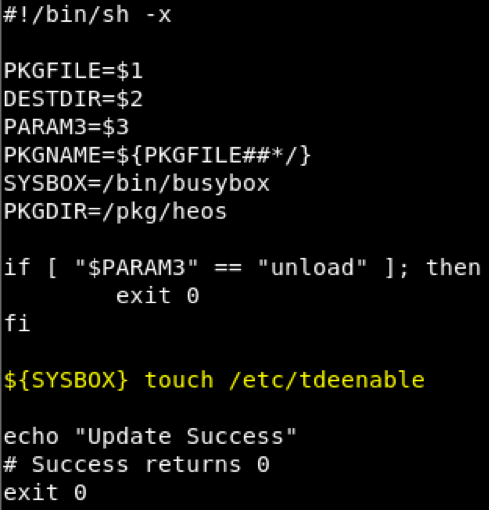 #!/bin/sh -x
PKGFILE=$1
DESTDIR=$2
PARAM3=$3
PKGNAME=${PKGFILE##*/}
SYSBOX=/bin/busybox
PKGDIR=/pkg/heos
if [ "$PARAM3" == "unload" ]; then
        exit 0
fi
${SYSBOX} touch /etc/tdeenable
echo "Update Success"
# Success returns 0
exit 0